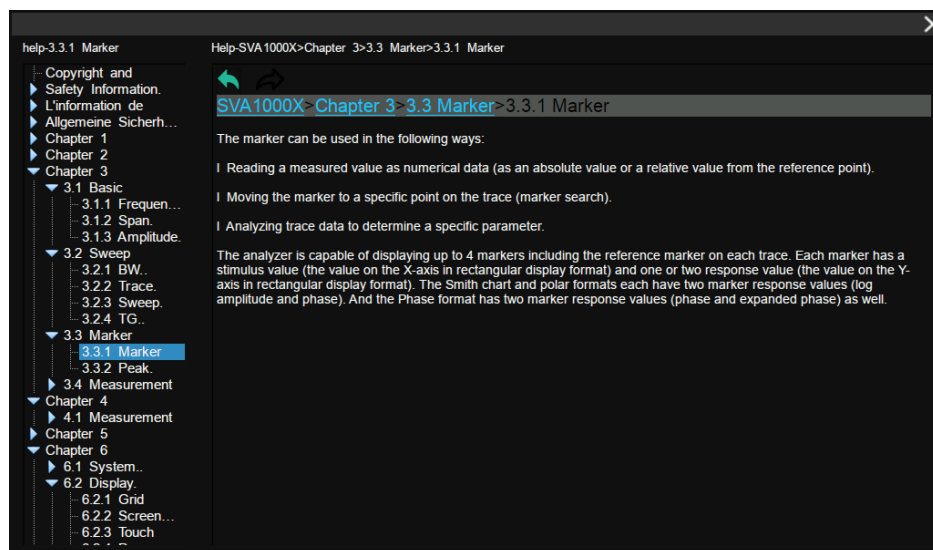 help-3.3.1 Marker
Help-SVA1000X>Chapter 3>3.3 Marker>3.3.1 Marker
Copyright and
Safety Information.
L'information de
Allgemeine Sicherh...
Chapter 1
Chapter 2
Chapter 3
3.1 Basic
3.1.1 Frequen...
3.1.2 Span.
3.1.3 Amplitude.
3.2 Sweep
3.2.1 BW..
3.2.2 Trace.
3.2.3 Sweep.
3.2.4 TG..
3.3 Marker
3.3.1 Marker
3.3.2 Peak.
3.4 Measurement
Chapter 4
4.1 Measurement
Chapter 5
Chapter 6
6.1 System..
6.2 Display.
6.2.1 Grid
6.2.2 Screen...
6.2.3 Touch
SVA1000X>Chapter 3>3.3 Marker>3.3.1 Marker
The marker can be used in the following ways:
l Reading a measured value as numerical data (as an absolute value or a relative value from the reference point).
l Moving the marker to a specific point on the trace (marker search).
l Analyzing trace data to determine a specific parameter.
The analyzer is capable of displaying up to 4 markers including the reference marker on each trace. Each marker has a
stimulus value (the value on the X-axis in rectangular display format) and one or two response value (the value on the Y-
axis in rectangular display format). The Smith chart and polar formats each have two marker response values (log
amplitude and phase). And the Phase format has two marker response values (phase and expanded phase) as well.